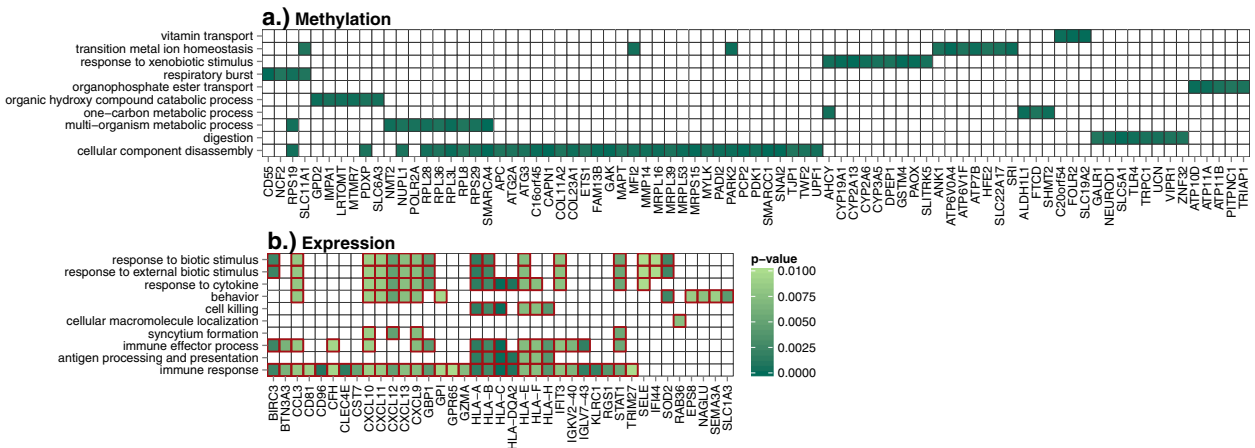 a.) Methylation
vitamin transport
transition metal ion homeostasis
response to xenobiotic stimulus
respiratory burst
organophosphate ester transport
organic hydroxy compound catabolic process
one−carbon metabolic process
multi−organism metabolic process
digestion
cellular component disassembly
CD55
NCF2
RPS19
SLC11A1
GPD2
IMPA1
LRTOMT
MTMR7
PDXP
SLC6A3
NMT2
NUPL1
POLR2A
RPL28
RPL36
RPL3L
RPL8
RPS29
SMARCA4
APC
ATG2A
ATG3
C16orf45
CAPN1
COL11A2
COL23A1
ETS1
FAM13B
GAK
MAPT
MFI2
MMP14
MRPL16
MRPL39
MRPL53
MRPS15
MYLK
PADI2
PARK2
PCP2
PDK1
SMARCC1
SNAI2
TJP1
TWF2
UPF1
AHCY
CYP19A1
CYP2A13
CYP2A6
CYP3A5
DPEP1
GSTM4
PAOX
SLITRK5
ANK1
ATP6V0A4
ATP6V1F
ATP7B
HFE2
SLC22A17
SRI
ALDH1L1
FTCD
SHMT2
C20orf54
FOLR2
SLC19A2
GALR1
NEUROD1
SLC5A1
TLR4
TRPC1
UCN
VIPR1
ZNF32
ATP10D
ATP11A
ATP11B
PITPNC1
TRIAP1
b.) Expression
response to biotic stimulus
response to external biotic stimulus
response to cytokine
behavior
cell killing
cellular macromolecule localization
syncytium formation
immune effector process
antigen processing and presentation
immune response
BIRC3
BTN3A3
CCL3
CD81
CD96
CFH
CLEC4E
CST7
CXCL10
CXCL11
CXCL12
CXCL13
CXCL9
GBP1
GPI
GPR65
GZMA
HLA−A
HLA−B
HLA−C
HLA−DQA2
HLA−E
HLA−F
HLA−H
IFIT3
IGKV2−40
IGLV7−43
KLRC1
RGS1
STAT1
TRIM27
SELE
IFI44
SOD2
RAB36
EPS8
NAGLU
SEMA3A
SLC1A3
p−value
0.0100
0.0075
0.0050
0.0025
0.0000